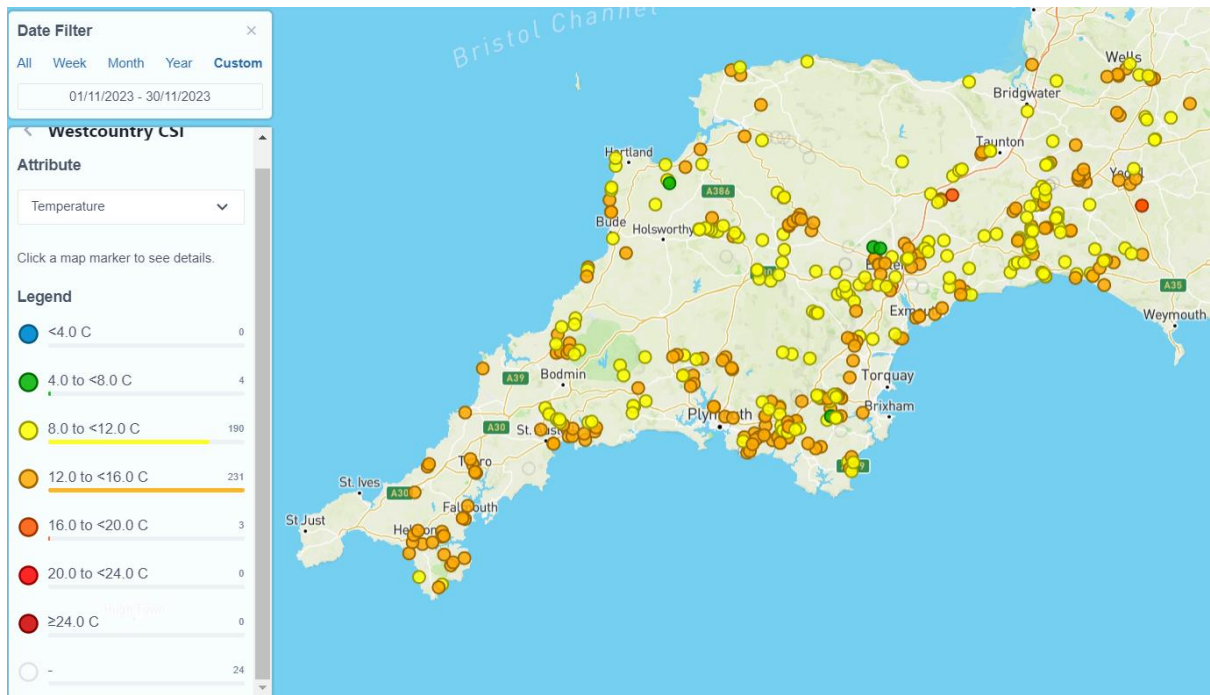 Date Filter
×
All Week Month Year Custom
01/11/2023 - 30/11/2023
Westcountry CSI
Attribute
Temperature
Click a map marker to see details.
Legend
<4.0 C 0
4.0 to <8.0 C 4
8.0 to <12.0 C 190
12.0 to <16.0 C 231
16.0 to <20.0 C 3
20.0 to <24.0 C 0
≥24.0 C 0
- 24
Bristol Channel
Wells
Bridgwater
Taunton
Hartland
A386
Bude
Holsworthy
A35
Weymouth
Bodmin
A39
Torquay
Brixham
A30
St. Ives
A30
St Just